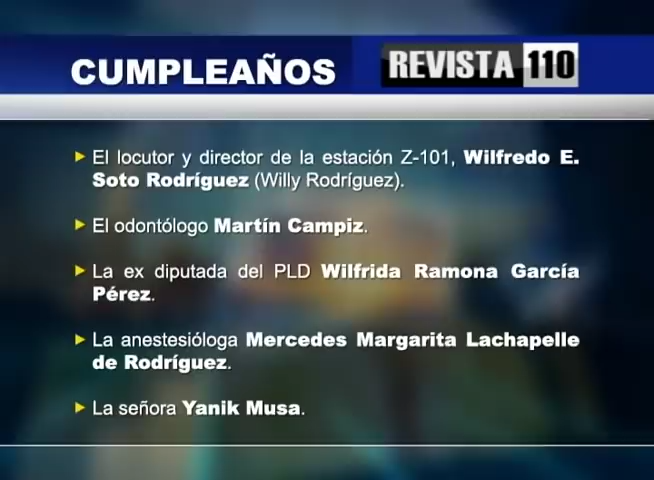 CUMPLEAÑOS
REVISTA 110
El locutor y director de la estación Z-101, Wilfredo E.
Soto Rodríguez (Willy Rodríguez).
El odontólogo Martín Campiz.
La ex diputada del PLD Wilfrida Ramona García
Pérez.
La anestesióloga Mercedes Margarita Lachapelle
de Rodríguez.
La señora Yanik Musa.